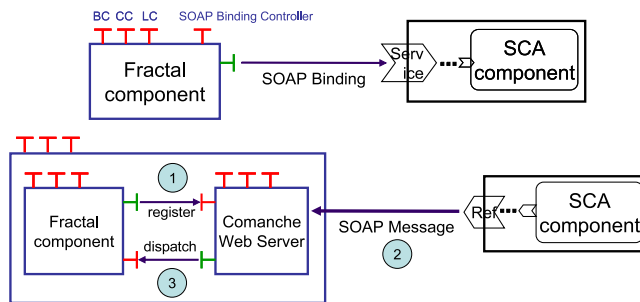 BC CC LC SOAP Binding Controller
Fractal
component
SOAP Binding
Serv
ice
SCA
component
1
register
Fractal
component
Comanche
Web Server
dispatch
3
SOAP Message
2
Ref
SCA
component